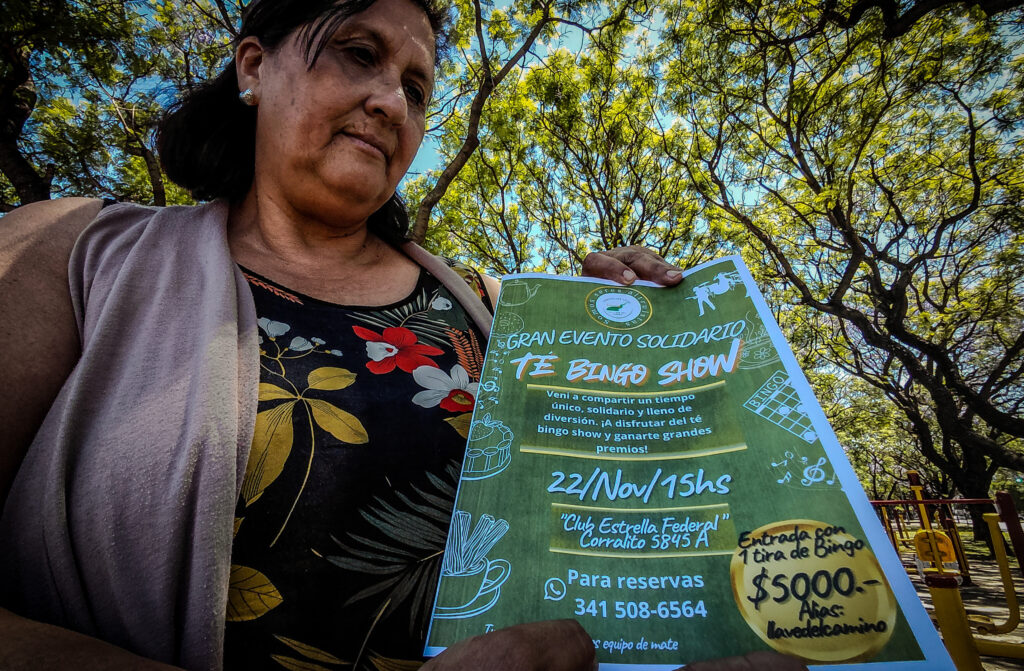 GRAN EVENTO SOLIDARIO
TÉ BINGO SHOW
Vení a compartir un tiempo
único, solidario y lleno de
diversión. ¡A disfrutar del té
bingo show y ganarte grandes
premios!
BINGO
22/Nov/15hs
"Club Estrella Federal"
Corralito 5845 A
Para reservas
341 508-6564
Entrada con
1 tira de Bingo
$5000.-
Alias:
llavedelcamino
equipo de mate